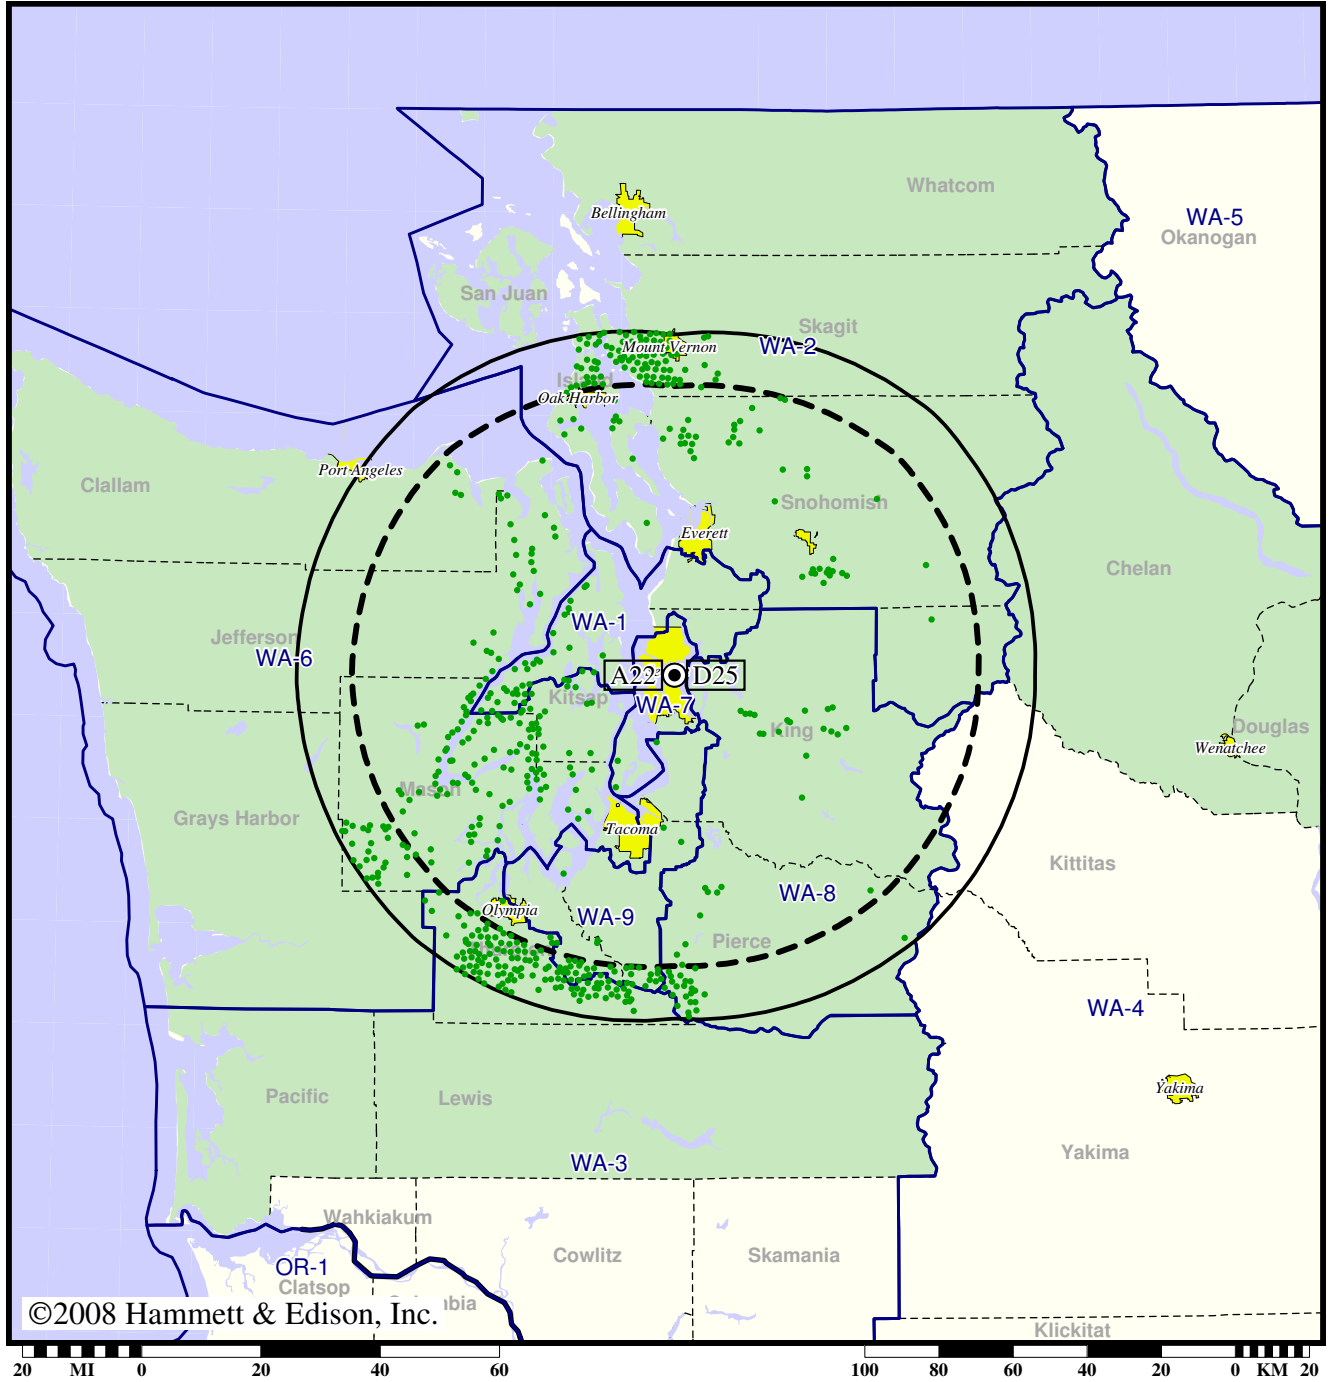 Whatcom
Bellingham
WA-5
Okanogan
San Juan
Skagit
Mount Vernon
WA-2
Island
Oak Harbor
Port Angeles
Clallam
Snohomish
Everett
Chelan
WA-1
Jefferson
WA-6
A22
D25
Kitsap
WA-7
King
Douglas
Wenatchee
Mason
Grays Harbor
Tacoma
Kittitas
WA-8
Olympia
WA-9
Pierce
WA-4
Yakima
Pacific
Lewis
Yakima
WA-3
Wahkiakum
Cowlitz
Skamania
OR-1
Clatsop
©2008 Hammett & Edison, Inc.
Klickitat
20 MI 0 20 40 60 100 80 60 40 20 0 KM 20